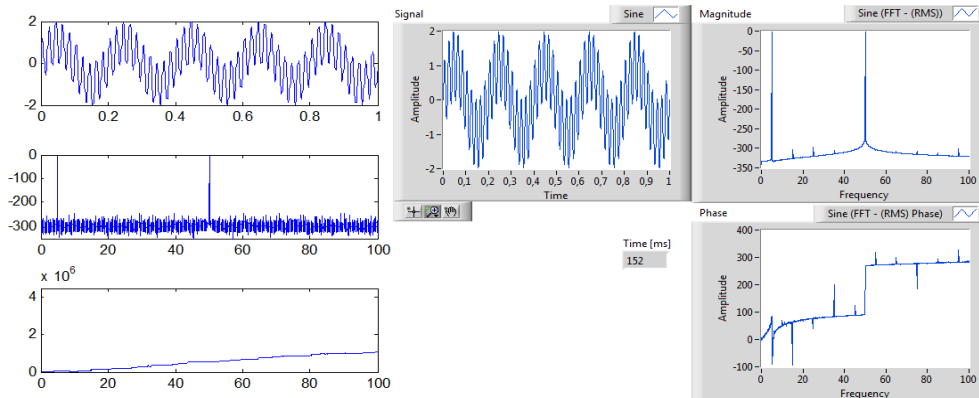 2
0
-2
0 0.2 0.4 0.6 0.8 1
0
-100
-200
-300
0 20 40 60 80 100
x 10^6
4
2
0
0 20 40 60 80 100
Signal
Sine
Amplitude
2
1
0
-1
-2
0 0,1 0,2 0,3 0,4 0,5 0,6 0,7 0,8 0,9 1
Time
Time [ms]
152
Magnitude
Sine (FFT - (RMS))
Amplitude
0
-50
-100
-150
-200
-250
-300
-350
0 20 40 60 80 100
Frequency
Phase
Sine (FFT - (RMS) Phase)
Amplitude
400
300
200
100
0
-100
0 20 40 60 80 100
Frequency